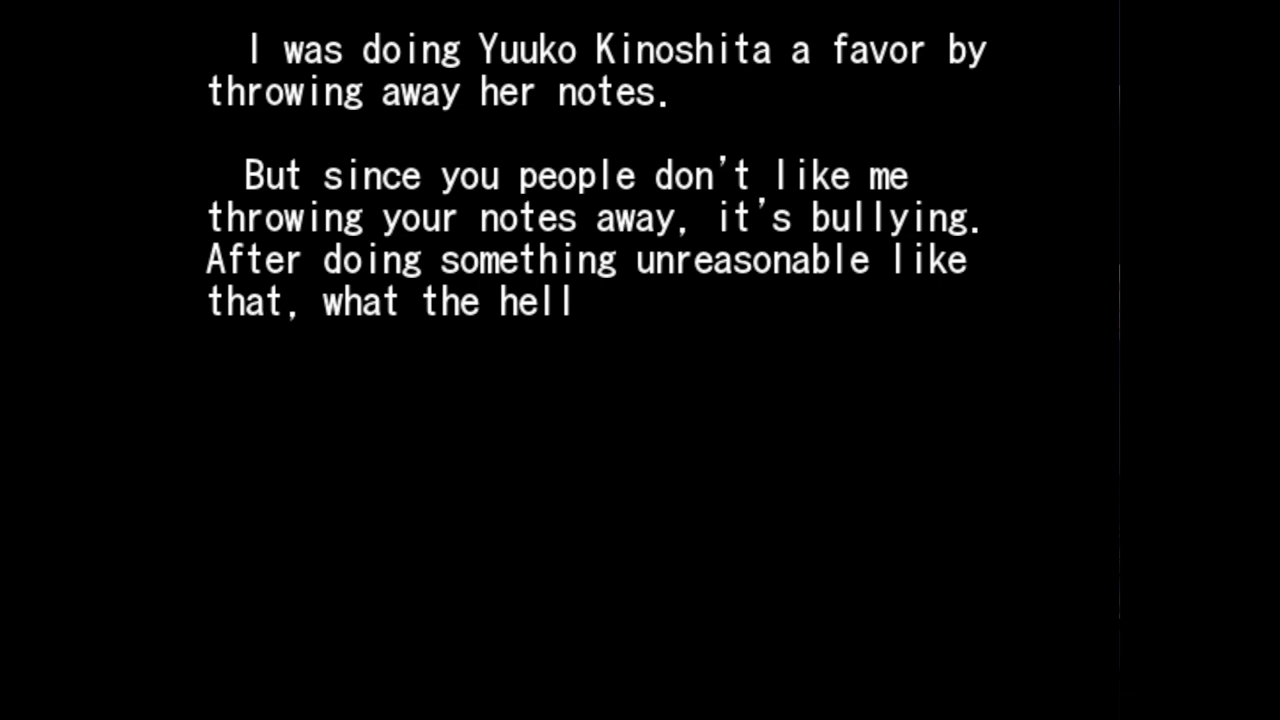 I was doing Yuuko Kinoshita a favor by
throwing away her notes.
But since you people don't like me
throwing your notes away, it's bullying.
After doing something unreasonable like
that, what the hell